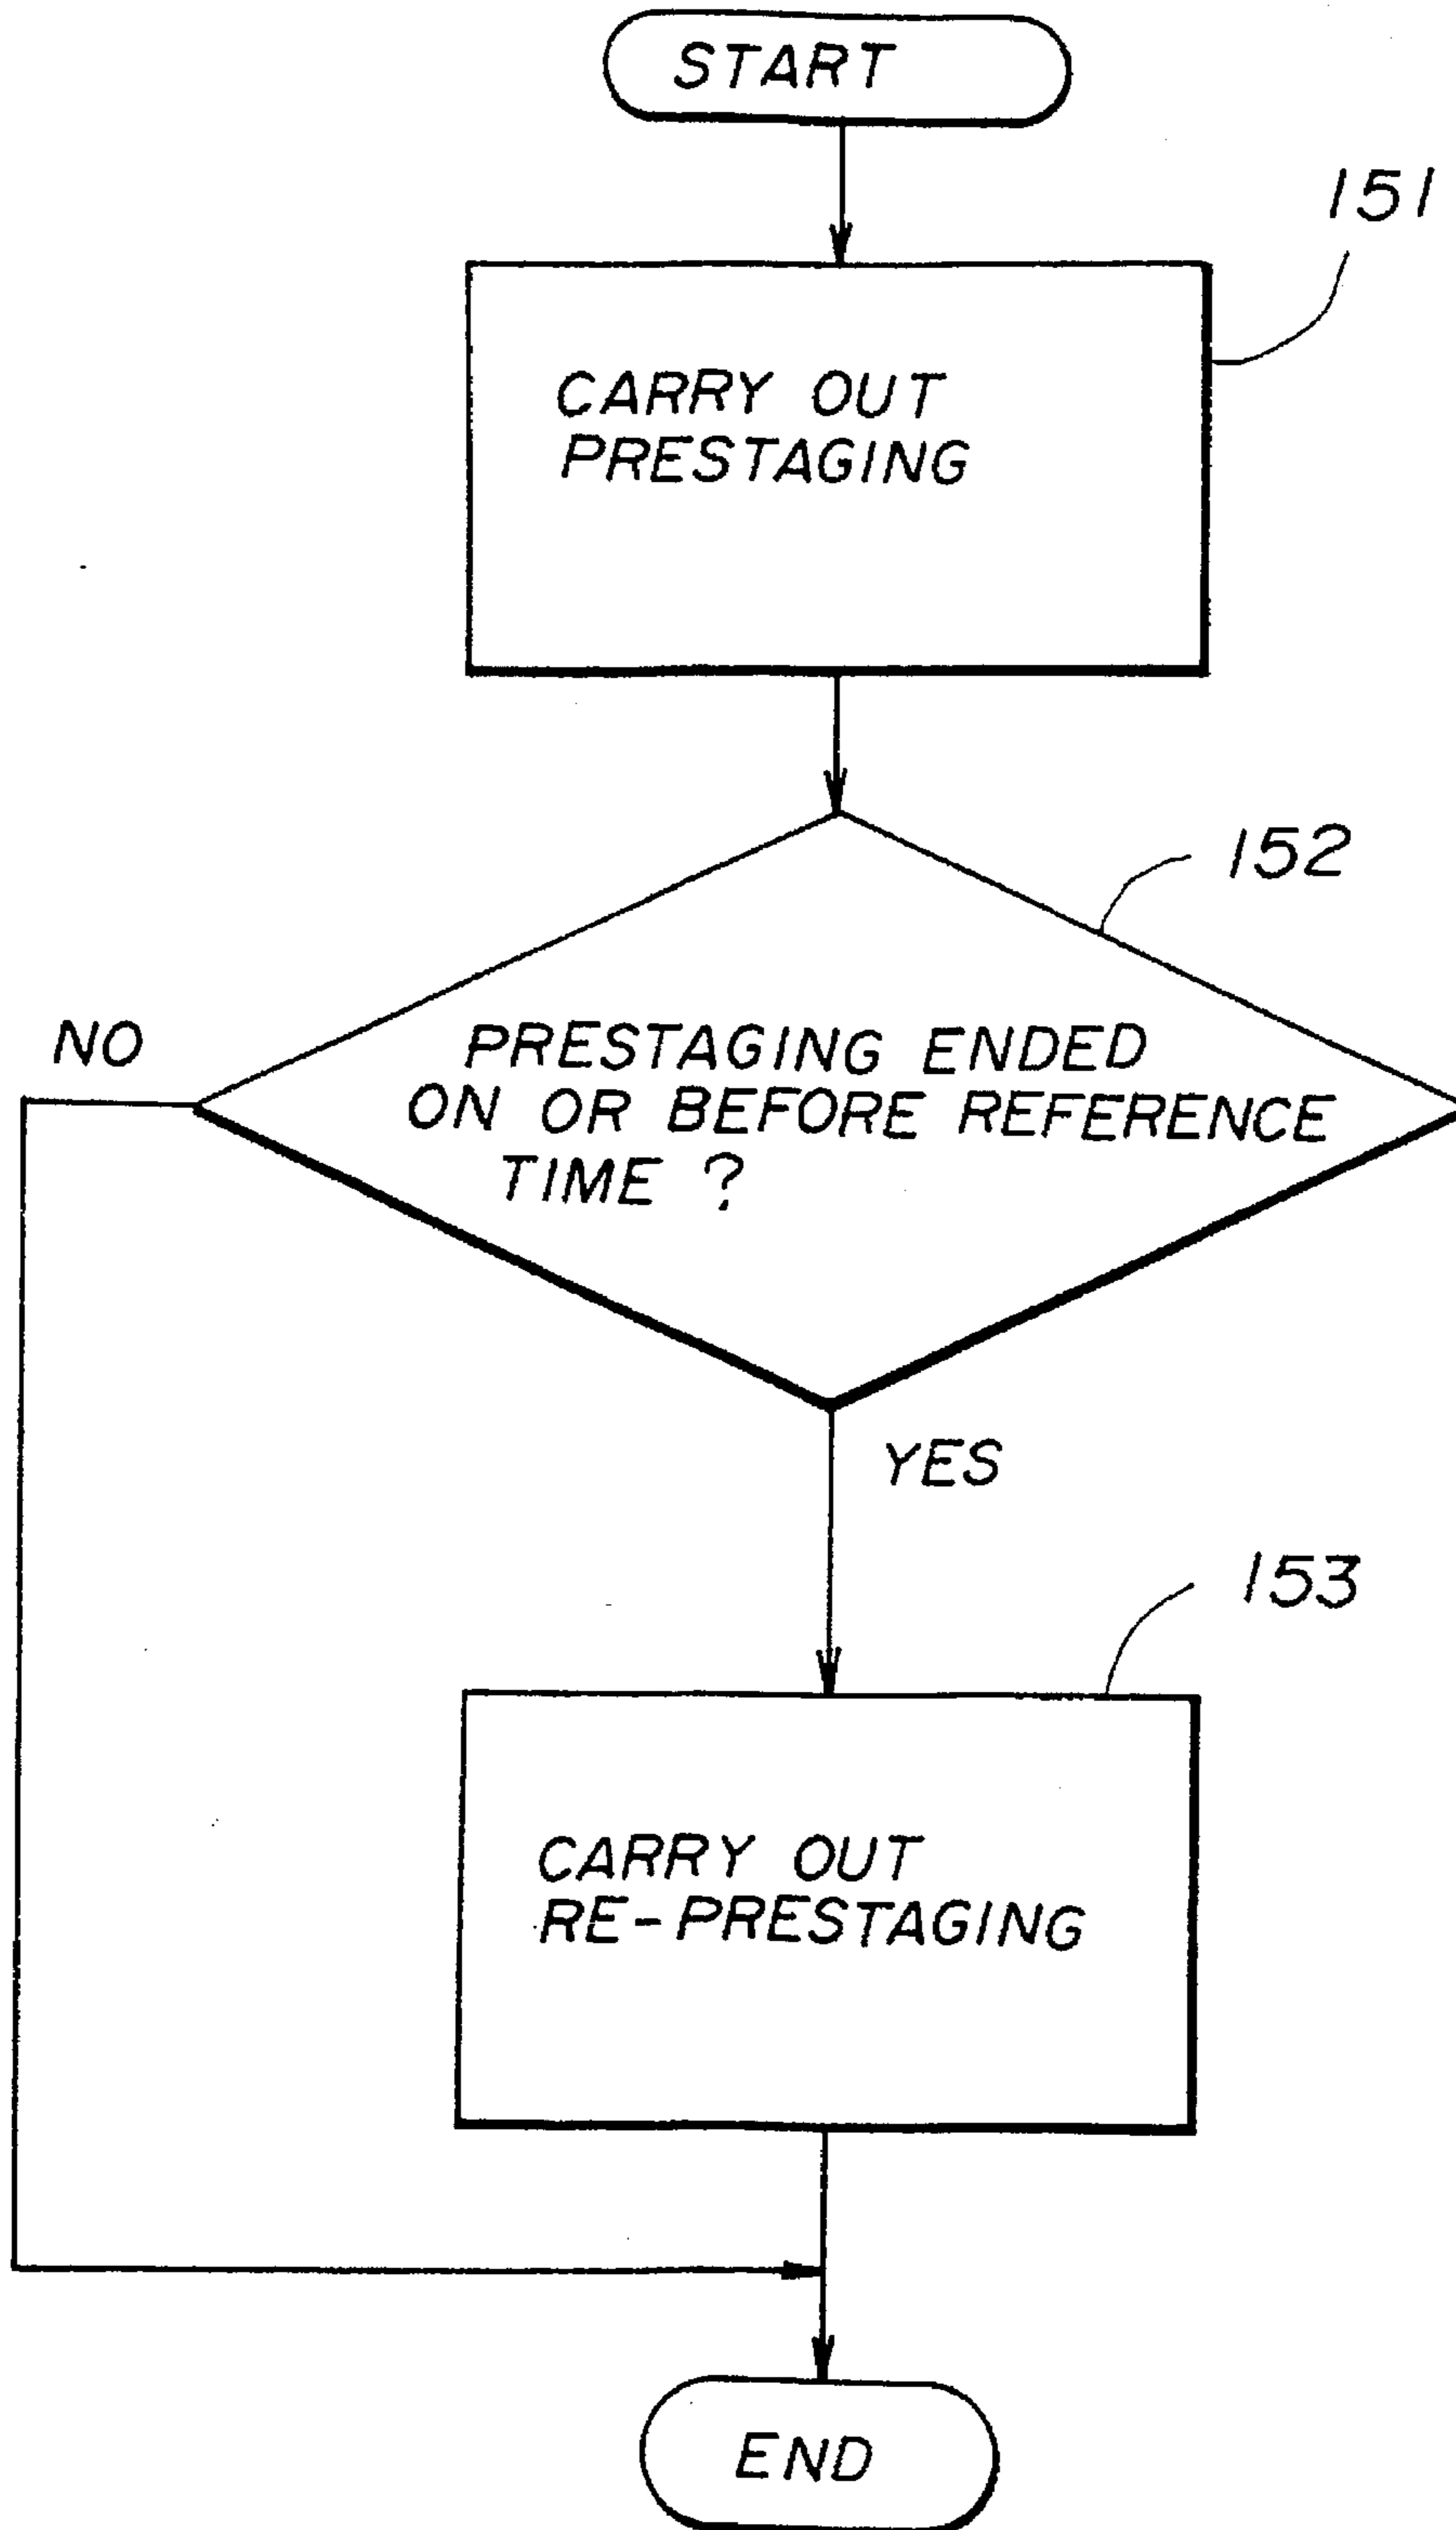 START
151
CARRY OUT
PRESTAGING
152
NO
PRESTAGING ENDED
ON OR BEFORE REFERENCE
TIME ?
YES
153
CARRY OUT
RE-PRESTAGING
END